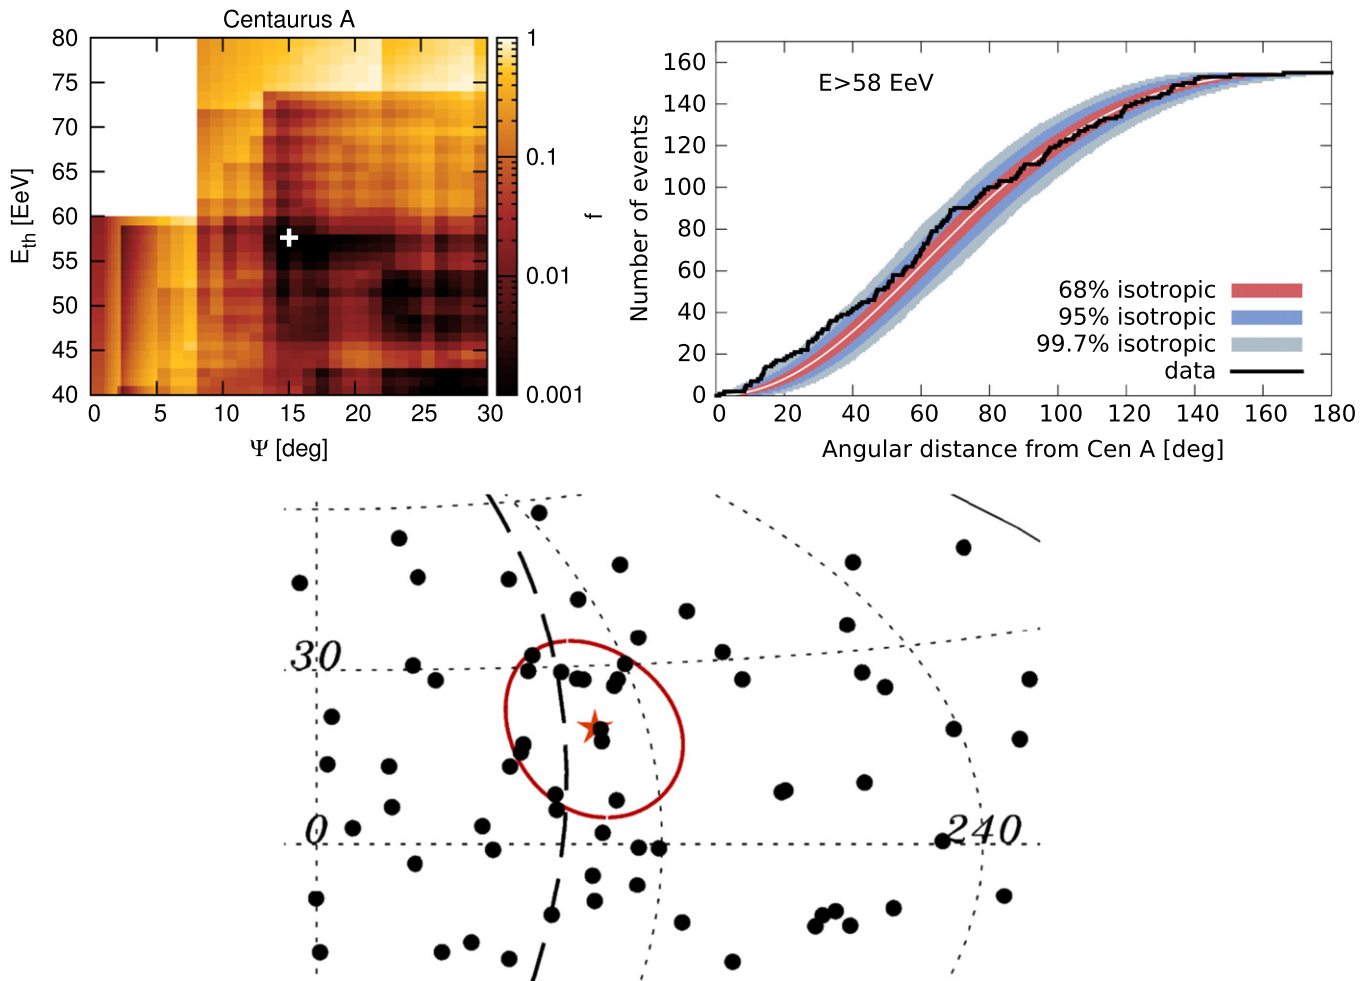 Centaurus A
80
75
70
65
60
55
50
45
40
E_th [EeV]
0 5 10 15 20 25 30
Ψ [deg]
1
0.1
0.01
0.001
f
160
140
120
100
80
60
40
20
0
Number of events
E>58 EeV
68% isotropic
95% isotropic
99.7% isotropic
data
0 20 40 60 80 100 120 140 160 180
Angular distance from Cen A [deg]
30
0
240